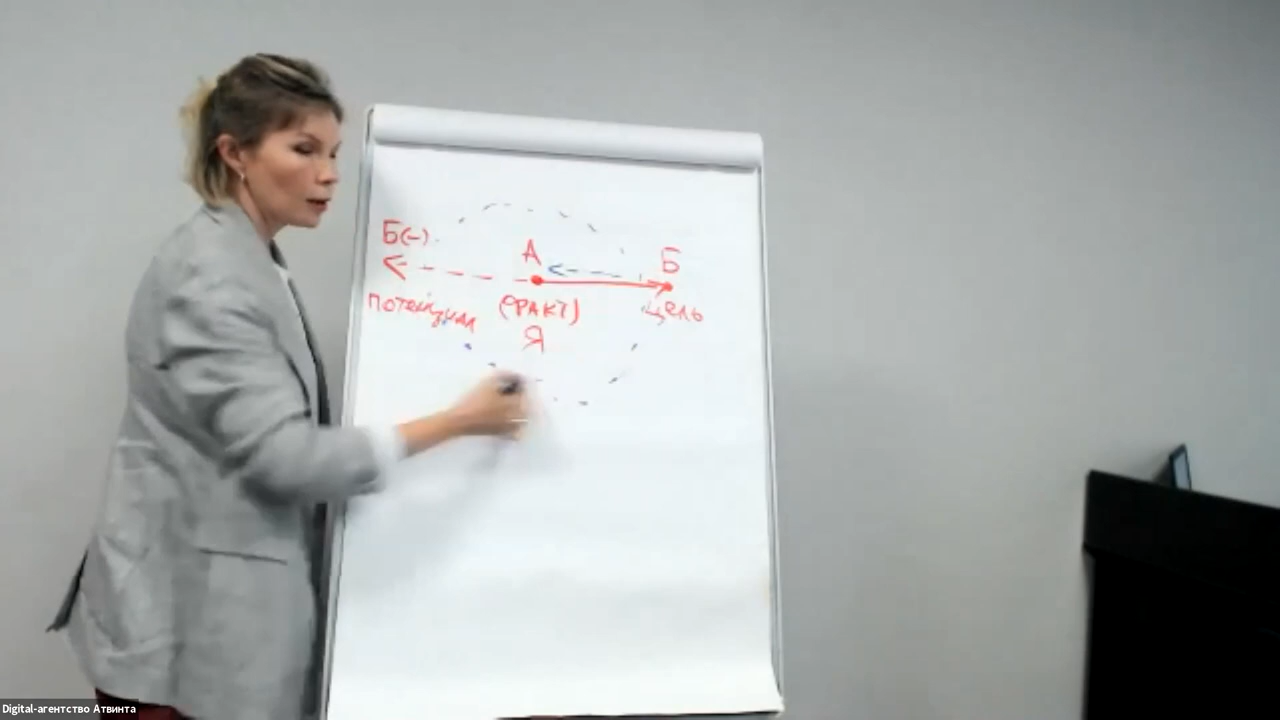 Б(-)
А
Б
потенциал
(факт)
цель
Я
Digital-агентство Атвинта